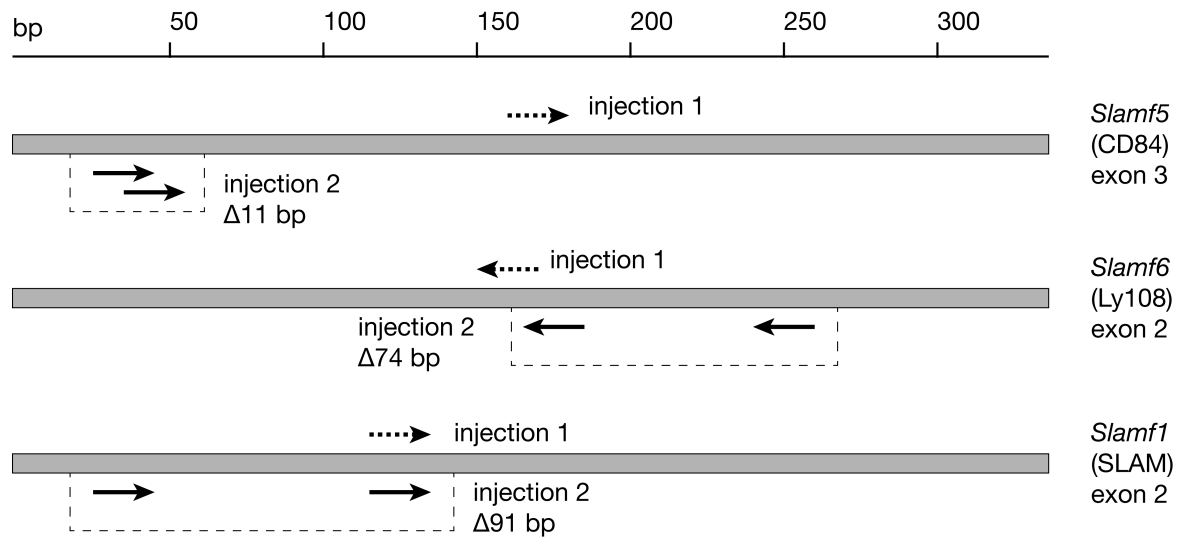 bp 50 100 150 200 250 300
injection 1
Slamf5
(CD84)
exon 3
injection 2
Δ11 bp
injection 1
Slamf6
(Ly108)
exon 2
injection 2
Δ74 bp
injection 1
Slamf1
(SLAM)
exon 2
injection 2
Δ91 bp